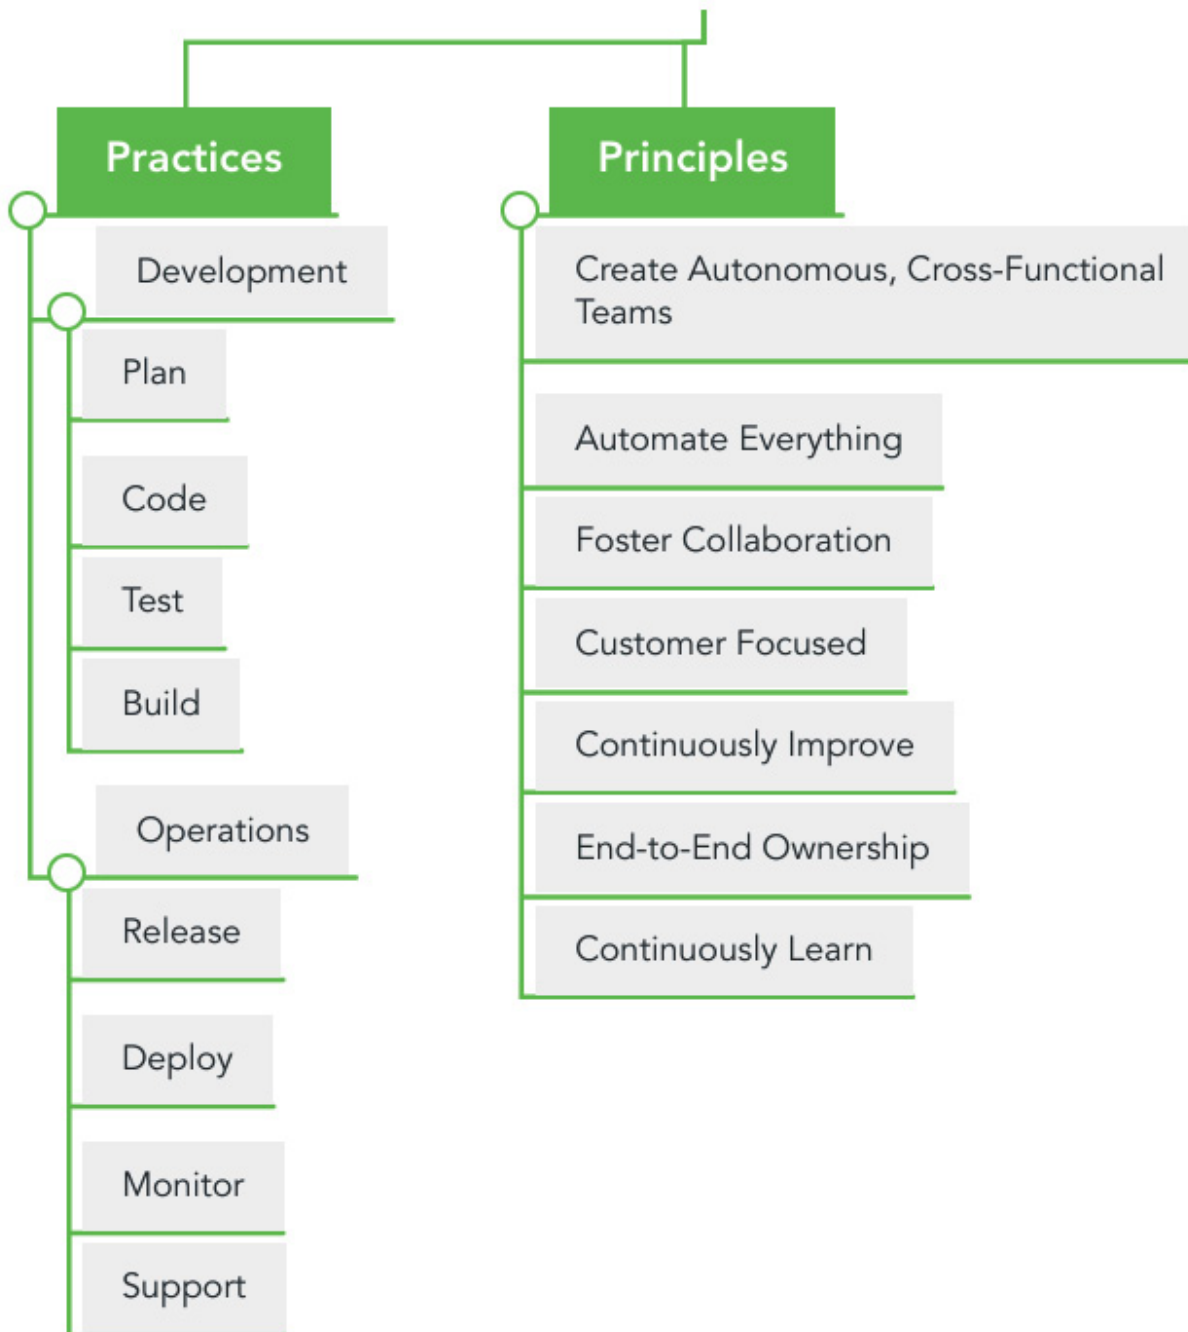 Practices
Development
Plan
Code
Test
Build
Operations
Release
Deploy
Monitor
Support
Principles
Create Autonomous, Cross-Functional
Teams
Automate Everything
Foster Collaboration
Customer Focused
Continuously Improve
End-to-End Ownership
Continuously Learn